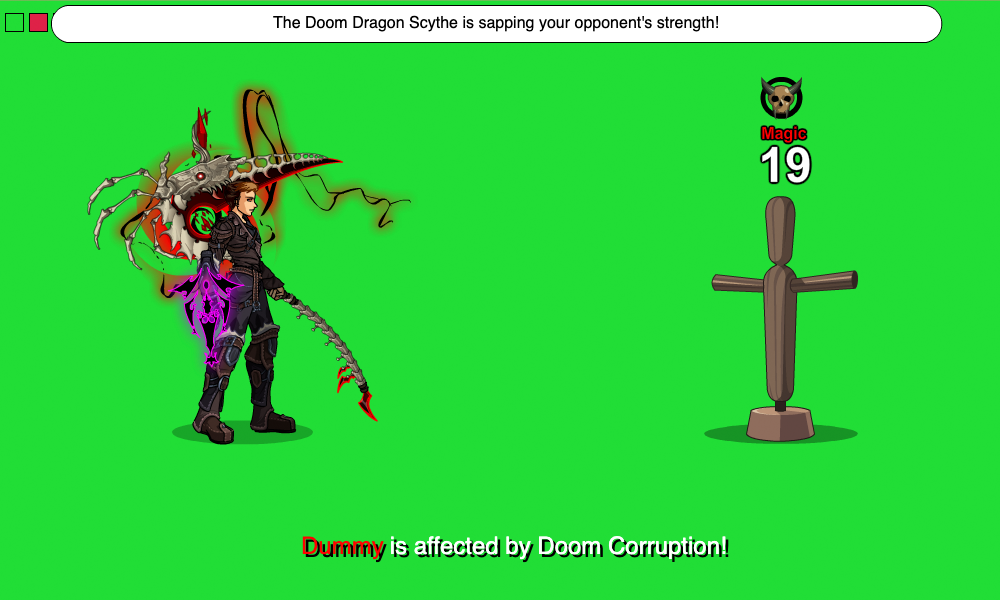 The Doom Dragon Scythe is sapping your opponent's strength!
Magic
19
Dummy is affected by Doom Corruption!